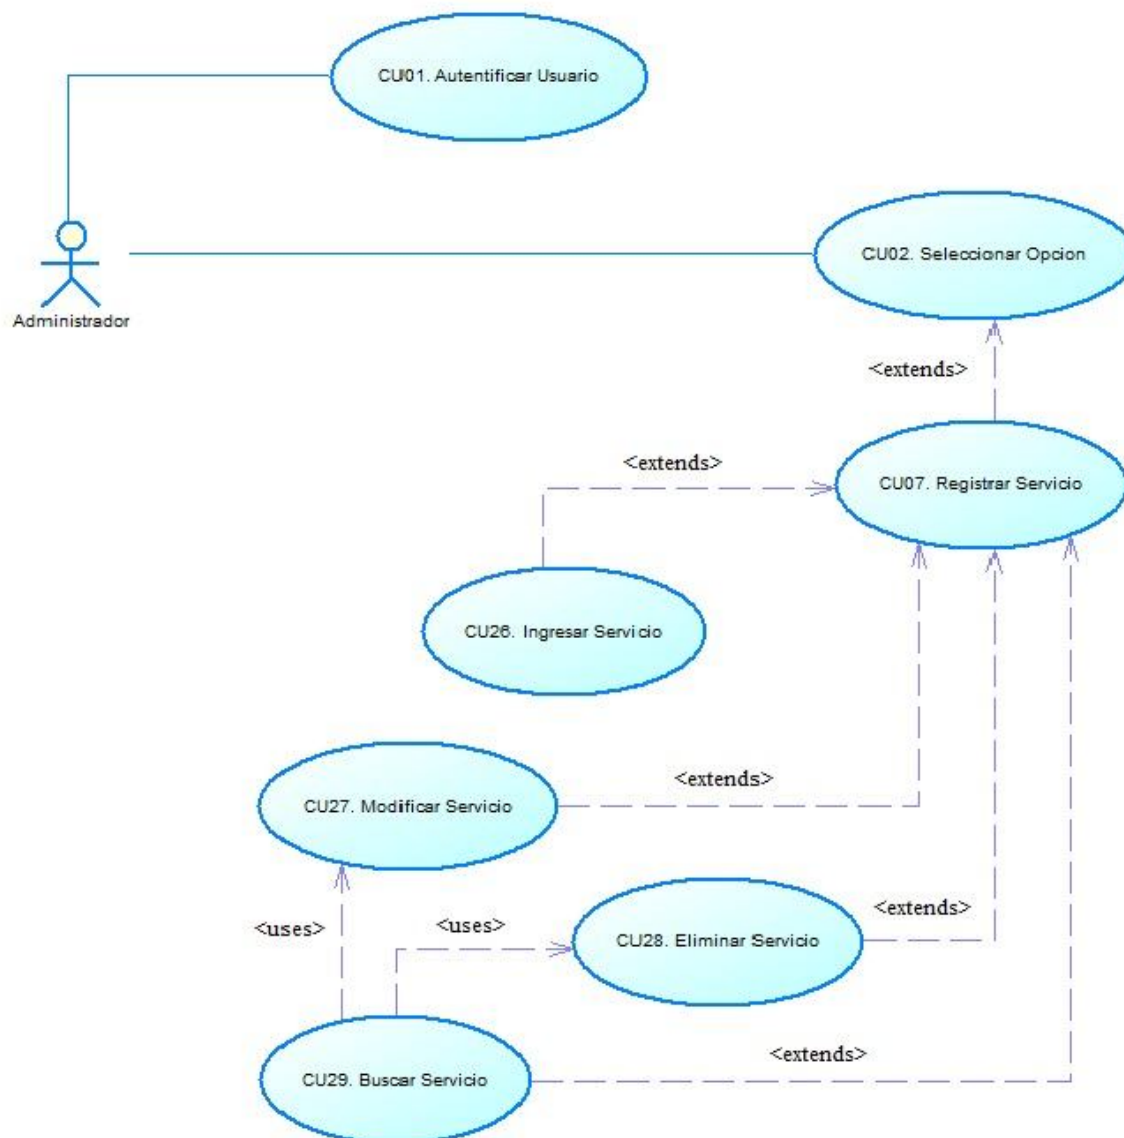 CU01. Autentificar Usuario
CU02. Seleccionar Opcion
Administrador
<extends>
<extends>
CU07. Registrar Servicio
CU26. Ingresar Servicio
<extends>
CU27. Modificar Servicio
<extends>
<uses>
<uses>
CU28. Eliminar Servicio
<extends>
CU29. Buscar Servicio